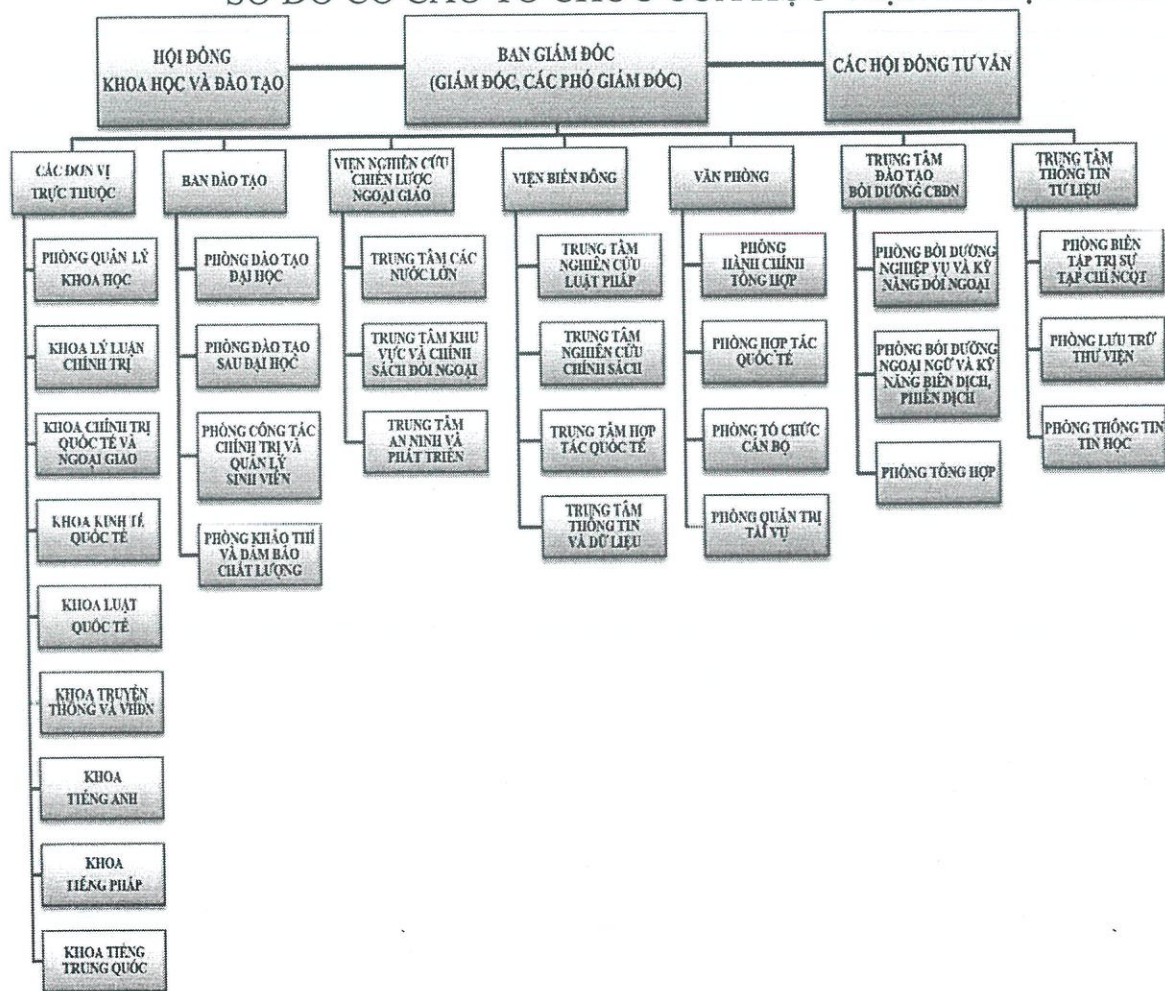 SƠ ĐỒ CƠ CẤU TỔ CHỨC CỦA HỌC
HỘI ĐỒNG
KHOA HỌC VÀ ĐÀO TẠO
BAN GIÁM ĐỐC
(GIÁM ĐỐC, CÁC PHÓ GIÁM ĐỐC)
CÁC HỘI ĐỒNG TƯ VẤN
CÁC ĐƠN VỊ
TRỰC THUỘC
PHÒNG QUẢN LÝ
KHOA HỌC
KHOA LÝ LUẬN
CHÍNH TRỊ
KHOA CHÍNH TRỊ
QUỐC TẾ VÀ
NGOẠI GIAO
KHOA KINH TẾ
QUỐC TẾ
KHOA LUẬT
QUỐC TẾ
KHOA TRUYỀN
THÔNG VÀ VHĐN
KHOA
TIẾNG ANH
KHOA
TIẾNG PHÁP
KHOA TIẾNG
TRUNG QUỐC
BAN ĐÀO TẠO
PHÒNG ĐÀO TẠO
ĐẠI HỌC
PHÒNG ĐÀO TẠO
SAU ĐẠI HỌC
PHÒNG CÔNG TÁC
CHÍNH TRỊ VÀ
QUẢN LÝ
SINH VIÊN
PHÒNG KHẢO THÍ
VÀ ĐẢM BẢO
CHẤT LƯỢNG
VIỆN NGHIÊN CỨU
CHIẾN LƯỢC
NGOẠI GIAO
TRUNG TÂM CÁC
NƯỚC LỚN
TRUNG TÂM KHU
VỰC VÀ CHÍNH
SÁCH ĐỐI NGOẠI
TRUNG TÂM
AN NINH VÀ
PHÁT TRIỂN
VIỆN BIỂN ĐÔNG
TRUNG TÂM
NGHIÊN CỨU
LUẬT PHÁP
TRUNG TÂM
NGHIÊN CỨU
CHÍNH SÁCH
TRUNG TÂM HỢP
TÁC QUỐC TẾ
TRUNG TÂM
THÔNG TIN
VÀ DỮ LIỆU
VĂN PHÒNG
PHÒNG
HÀNH CHÍNH
TỔNG HỢP
PHÒNG HỢP TÁC
QUỐC TẾ
PHÒNG TỔ CHỨC
CÁN BỘ
PHÒNG QUẢN TRỊ
TÀI VỤ
TRUNG TÂM
ĐÀO TẠO
BỒI DƯỠNG CBĐN
PHÒNG BỒI DƯỠNG
NGHIỆP VỤ VÀ KỸ
NĂNG ĐỐI NGOẠI
PHÒNG BỒI DƯỠNG
NGOẠI NGỮ VÀ KỸ
NĂNG BIÊN DỊCH,
PHIÊN DỊCH
PHÒNG TỔNG HỢP
TRUNG TÂM
THÔNG TIN
TƯ LIỆU
PHÒNG BIÊN
TẬP TRỊ SỰ
TẠP CHÍ NCQT
PHÒNG LƯU TRỮ
THƯ VIỆN
PHÒNG THÔNG TIN
TIN HỌC